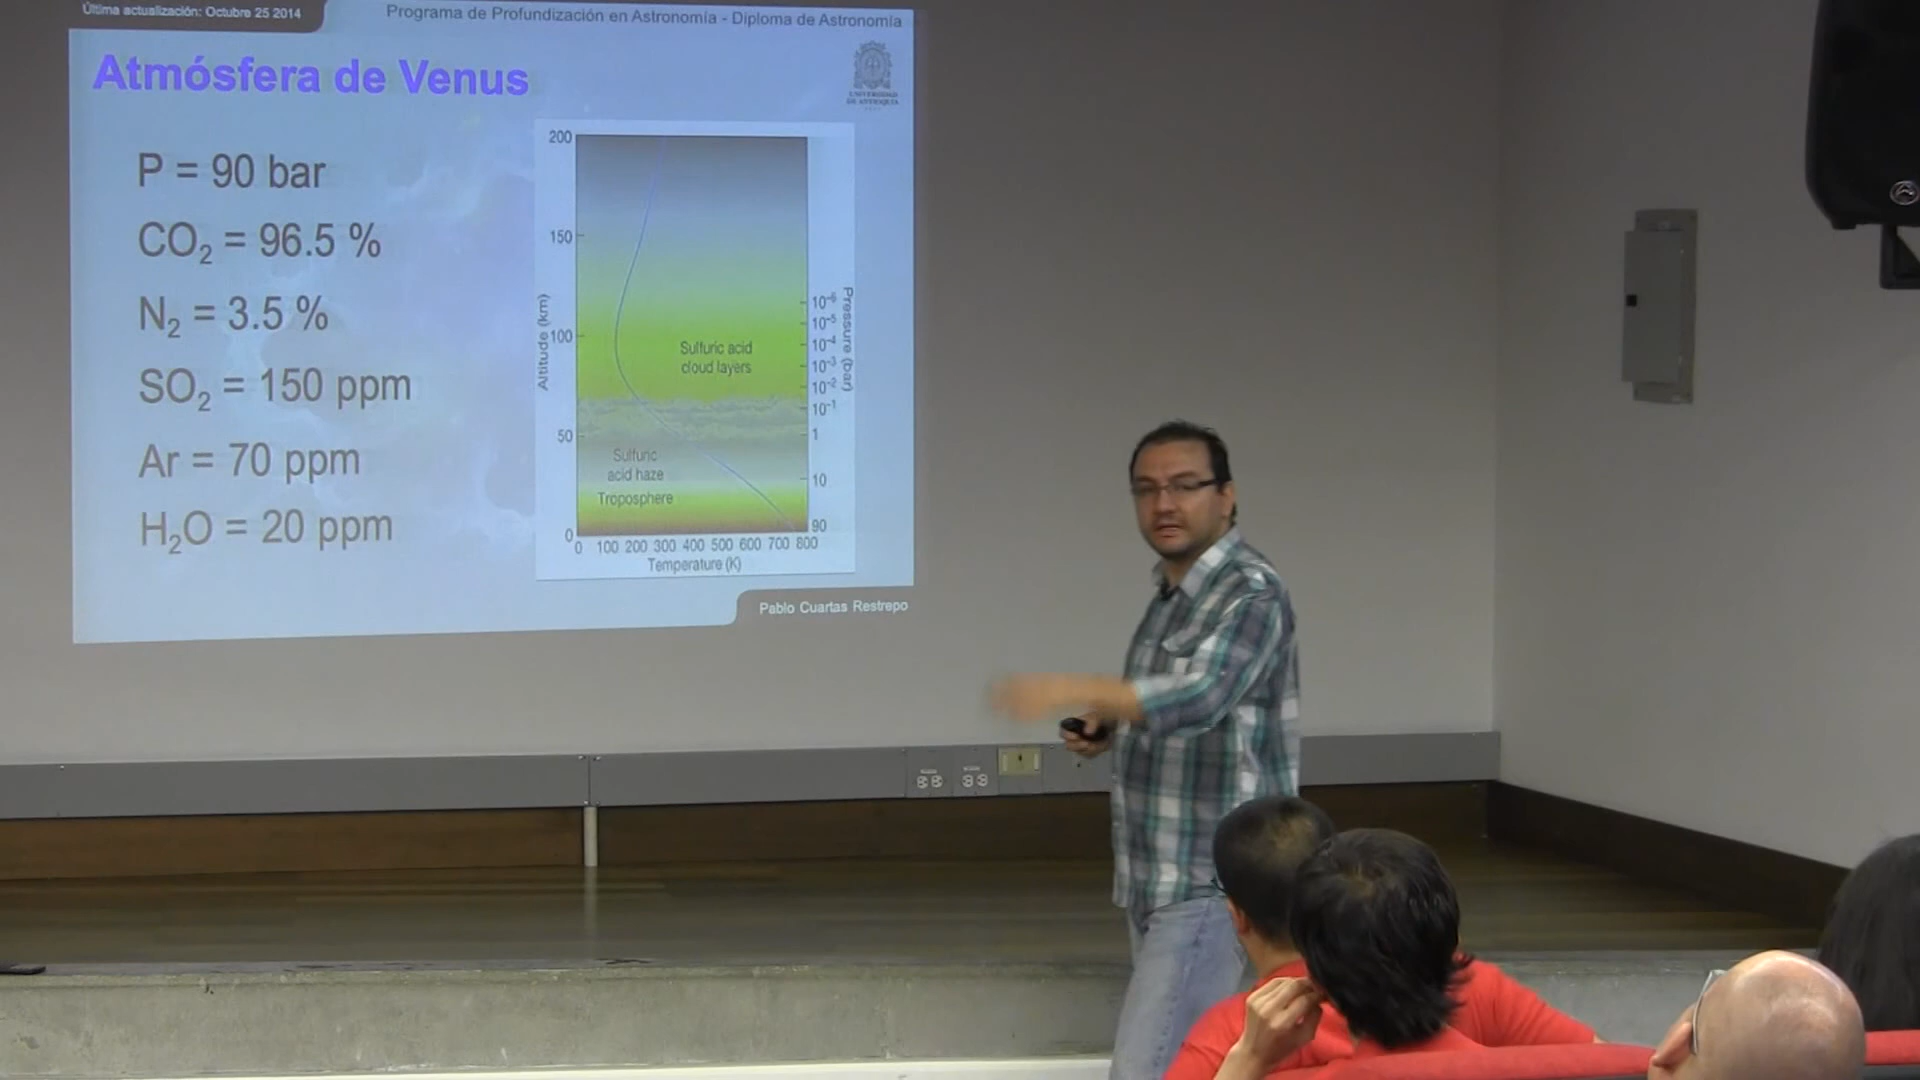 Última actualización: Octubre 25 2014
Programa de Profundización en Astronomía - Diploma de Astronomía
Atmósfera de Venus
UNIVERSIDAD
DE ANTIOQUIA
P = 90 bar
CO₂ = 96.5 %
N₂ = 3.5 %
SO₂ = 150 ppm
Ar = 70 ppm
H₂O = 20 ppm
Altitude (km)
200
150
100
50
0
Sulfuric acid
cloud layers
Sulfuric
acid haze
Troposphere
Pressure (bar)
10⁻⁶
10⁻⁵
10⁻⁴
10⁻³
10⁻²
10⁻¹
1
10
90
0 100 200 300 400 500 600 700 800
Temperature (K)
Pablo Cuartas Restrepo